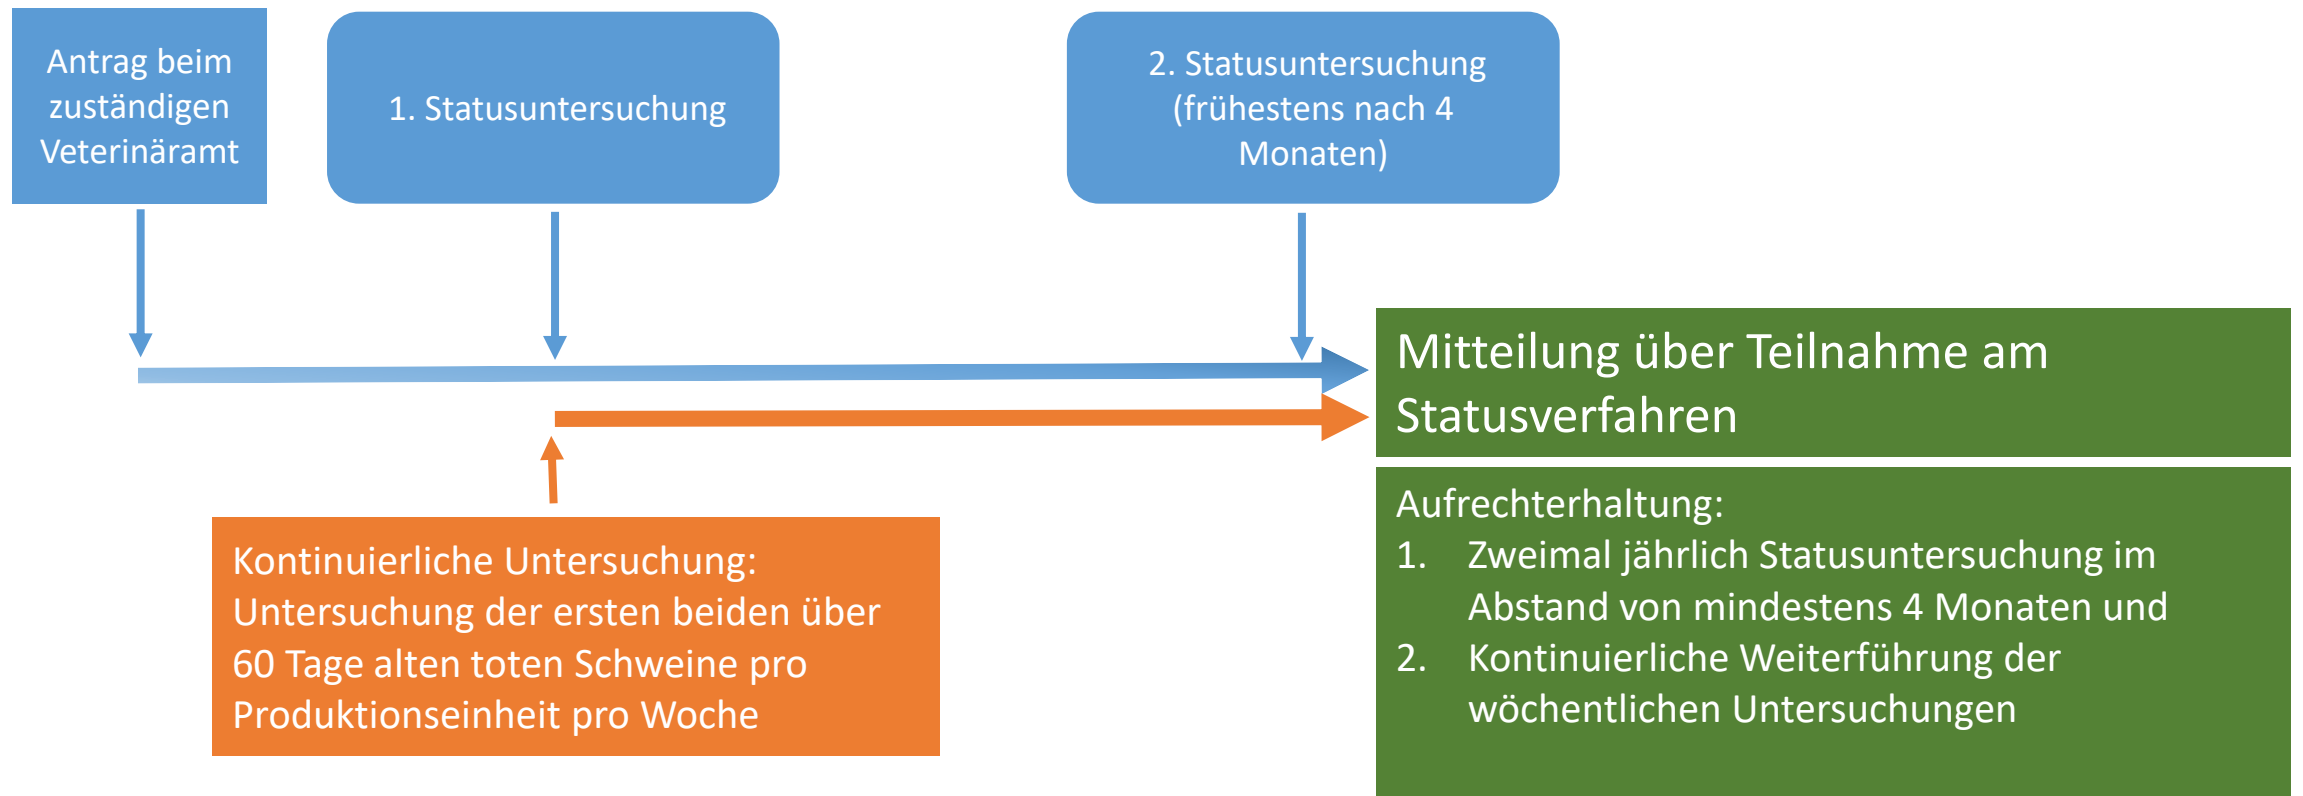 Antrag beim
zuständigen
Veterinäramt
1. Statusuntersuchung
2. Statusuntersuchung
(frühestens nach 4
Monaten)
Mitteilung über Teilnahme am
Statusverfahren
Kontinuierliche Untersuchung:
Untersuchung der ersten beiden über
60 Tage alten toten Schweine pro
Produktionseinheit pro Woche
Aufrechterhaltung:
1. Zweimal jährlich Statusuntersuchung im
Abstand von mindestens 4 Monaten und
2. Kontinuierliche Weiterführung der
wöchentlichen Untersuchungen